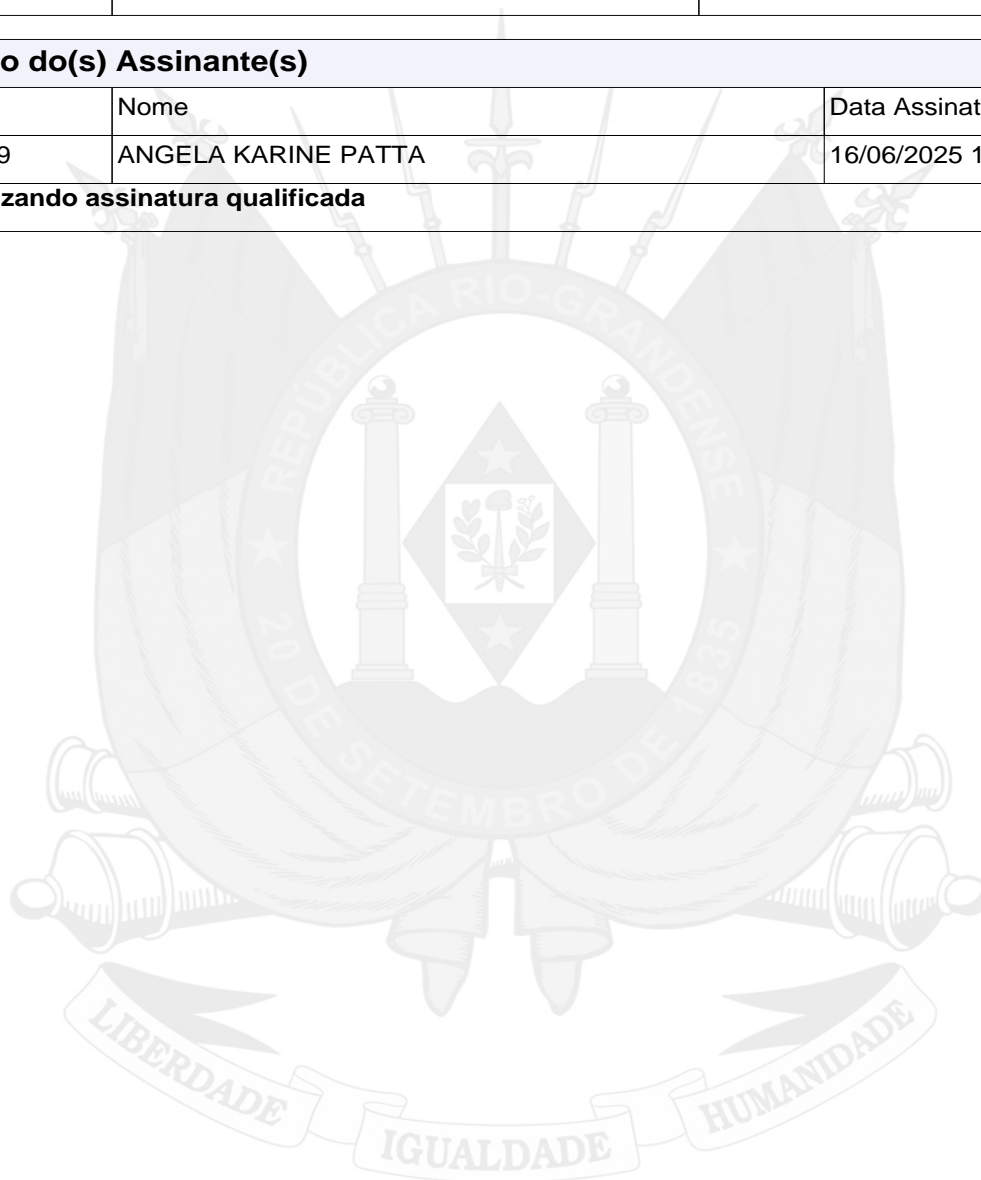 o do(s) Assinante(s)
Nome Data Assinat
9 ANGELA KARINE PATTA 16/06/2025 1
zando assinatura qualificada
REPÚBLICA RIO-GRANDENSE
★ 20 DE SETEMBRO DE 1835 ★
LIBERDADE IGUALDADE HUMANIDADE